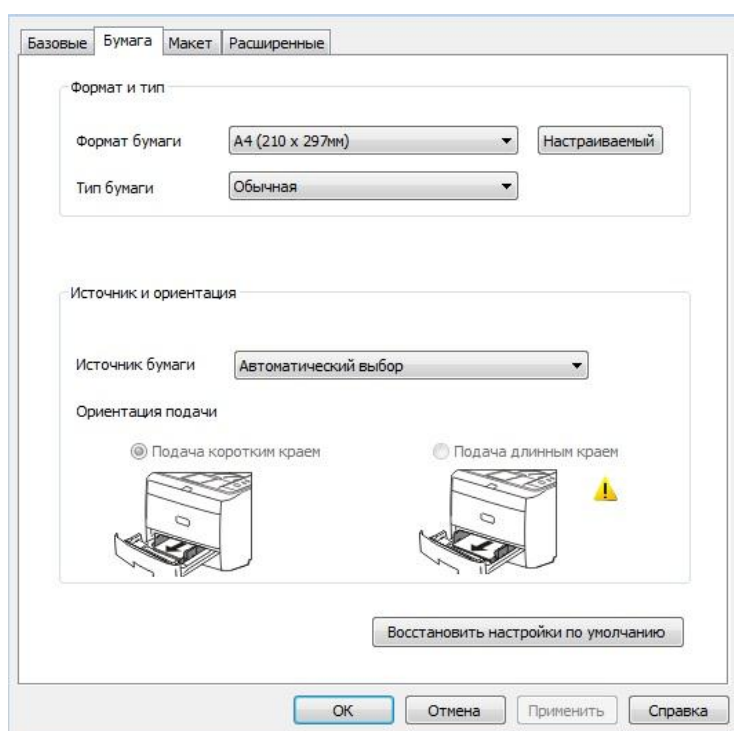 Базовые Бумага Макет Расширенные
Формат и тип
Формат бумаги A4 (210 x 297мм) Настраиваемый
Тип бумаги Обычная
Источник и ориентация
Источник бумаги Автоматический выбор
Ориентация подачи
Подача коротким краем Подача длинным краем
Восстановить настройки по умолчанию
ОК Отмена Применить Справка